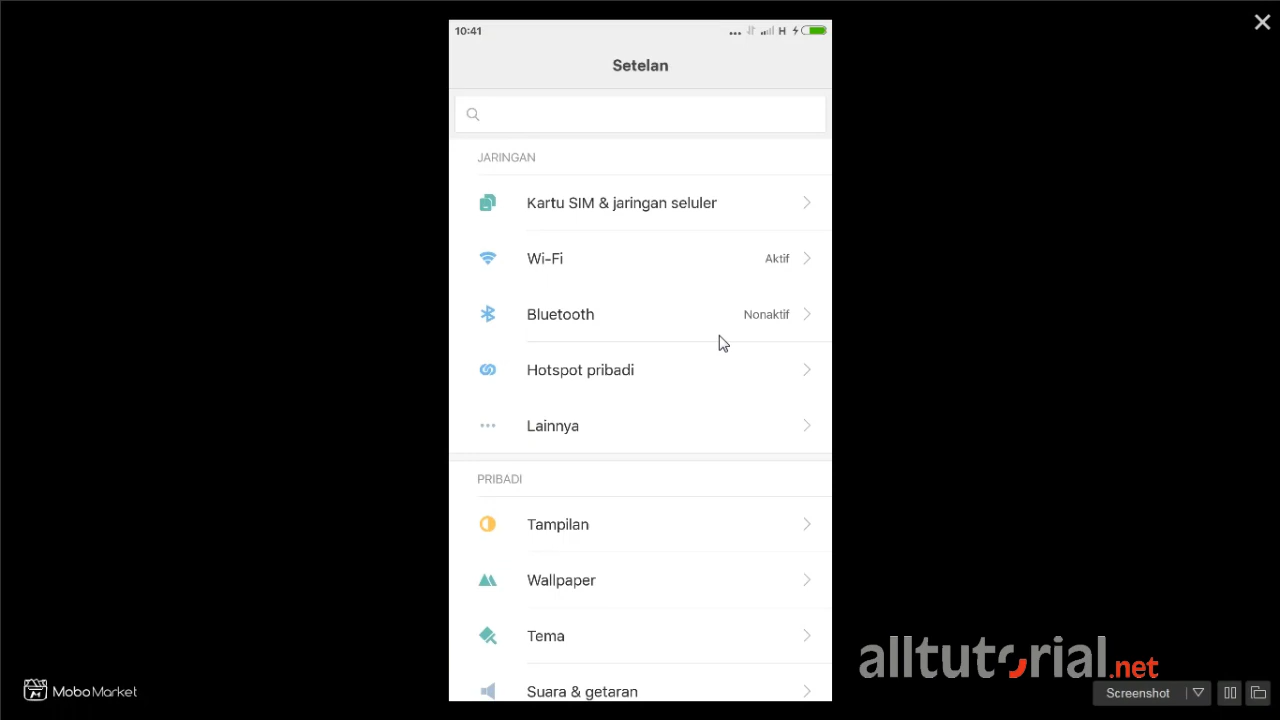 10:41
H
Setelan
JARINGAN
Kartu SIM & jaringan seluler
Wi-Fi
Aktif
Bluetooth
Nonaktif
Hotspot pribadi
Lainnya
PRIBADI
Tampilan
Wallpaper
Tema
Suara & getaran
alltutorial.net
MoboMarket
Screenshot